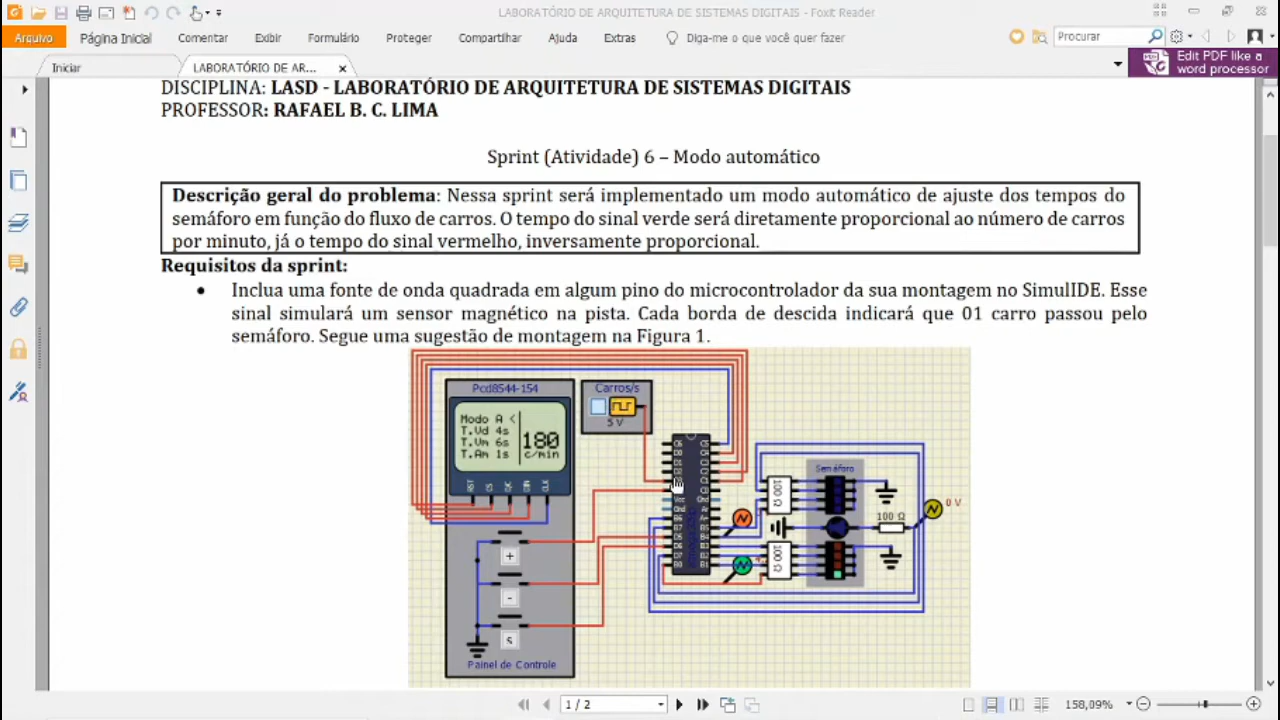 LABORATÓRIO DE ARQUITETURA DE SISTEMAS DIGITAIS - Foxit Reader
Arquivo Página Inicial Comentar Exibir Formulário Proteger Compartilhar Ajuda Extras Diga-me o que você quer fazer Procurar
Iniciar LABORATÓRIO DE AR... Edit PDF like a
word processor
DISCIPLINA: LASD - LABORATÓRIO DE ARQUITETURA DE SISTEMAS DIGITAIS
PROFESSOR: RAFAEL B. C. LIMA
Sprint (Atividade) 6 – Modo automático
Descrição geral do problema: Nessa sprint será implementado um modo automático de ajuste dos tempos do
semáforo em função do fluxo de carros. O tempo do sinal verde será diretamente proporcional ao número de carros
por minuto, já o tempo do sinal vermelho, inversamente proporcional.
Requisitos da sprint:
• Inclua uma fonte de onda quadrada em algum pino do microcontrolador da sua montagem no SimulIDE. Esse
sinal simulará um sensor magnético na pista. Cada borda de descida indicará que 01 carro passou pelo
semáforo. Segue uma sugestão de montagem na Figura 1.
Pcd8544-154
Carros/s
5 V
Modo A <
T.Vd 4s
T.Vm 6s
T.Am 1s
180
c/min
RST CS DC DIN CLK
Semáforo
100 Ω
100 Ω
100 Ω
0 V
+
-
S
Painel de Controle
1 / 2
158,09%